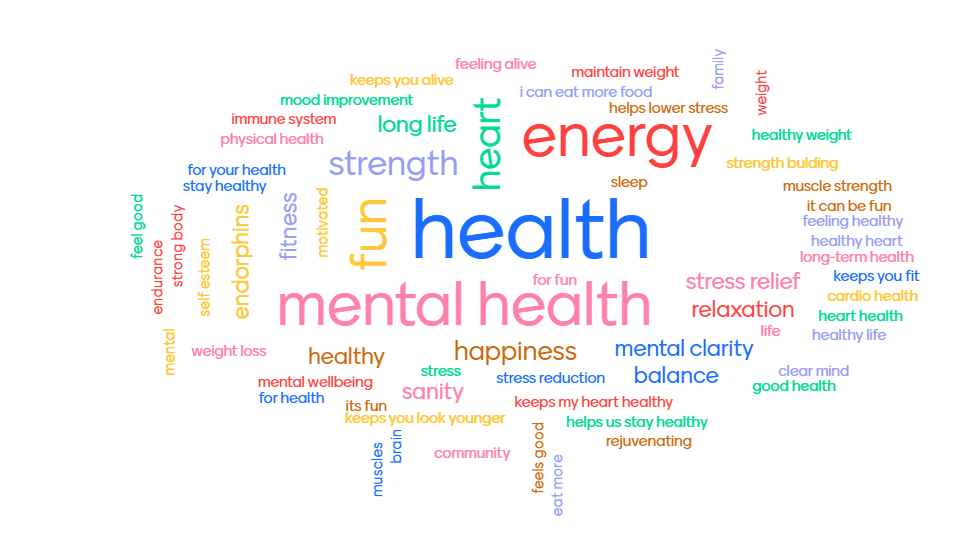 feeling alive
family
maintain weight
weight
keeps you alive
i can eat more food
mood improvement
helps lower stress
immune system
long life
heart
energy
healthy weight
physical health
strength
strength bulding
for your health
sleep
muscle strength
stay healthy
it can be fun
feel good
strong body
endorphins
fitness
motivated
fun
health
feeling healthy
endurance
self esteem
healthy heart
long-term health
for fun
stress relief
keeps you fit
mental health
cardio health
relaxation
heart health
life
healthy life
mental
weight loss
healthy
happiness
mental clarity
stress
clear mind
mental wellbeing
stress reduction
balance
good health
for health
sanity
its fun
keeps my heart healthy
keeps you look younger
helps us stay healthy
brain
rejuvenating
muscles
community
feels good
eat more